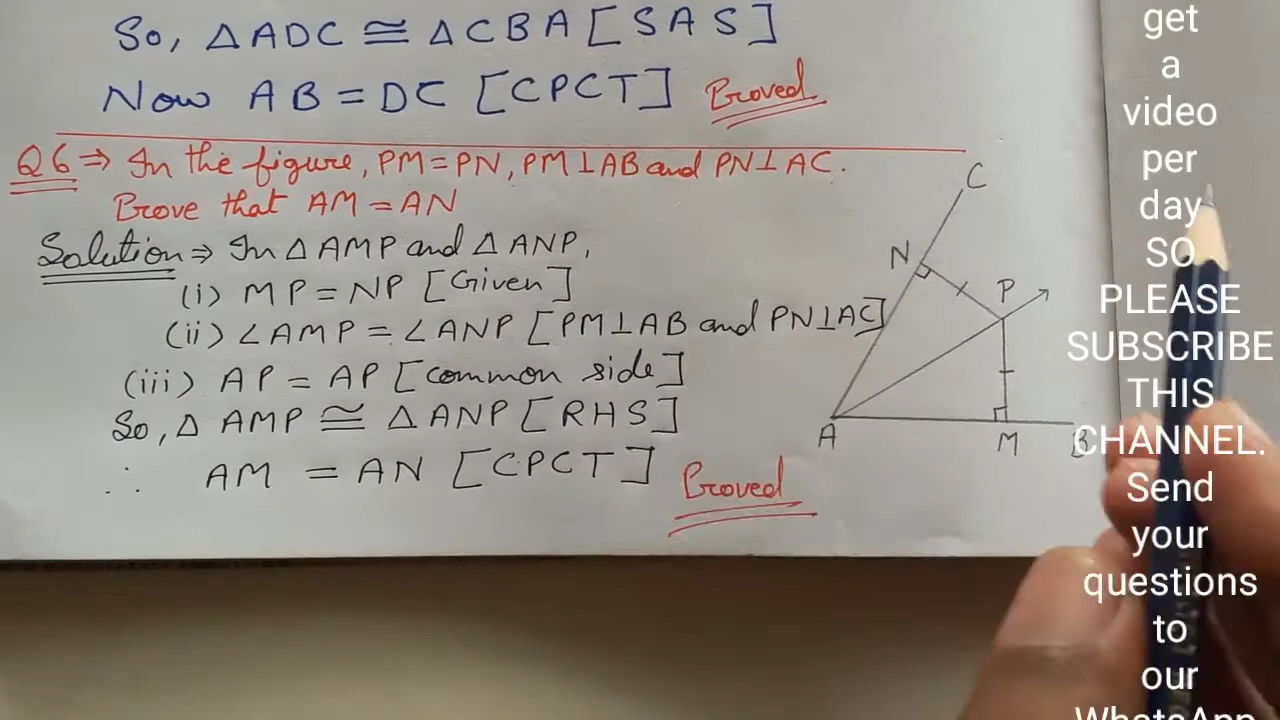 So, △ADC ≅ △CBA [SAS]
Now AB = DC [CPCT] Proved
Q6 ⇒ In the figure, PM = PN, PM⊥AB and PN⊥AC.
Prove that AM = AN
Solution ⇒ In △AMP and △ANP,
(i) MP = NP [Given]
(ii) ∠AMP = ∠ANP [PM⊥AB and PN⊥AC]
(iii) AP = AP [common side]
So, △AMP ≅ △ANP [RHS]
∴ AM = AN [CPCT] Proved
C
N
P
A
M
B
get
a
video
per
day
SO
PLEASE
SUBSCRIBE
THIS
CHANNEL.
Send
your
questions
to
our
WhatsApp